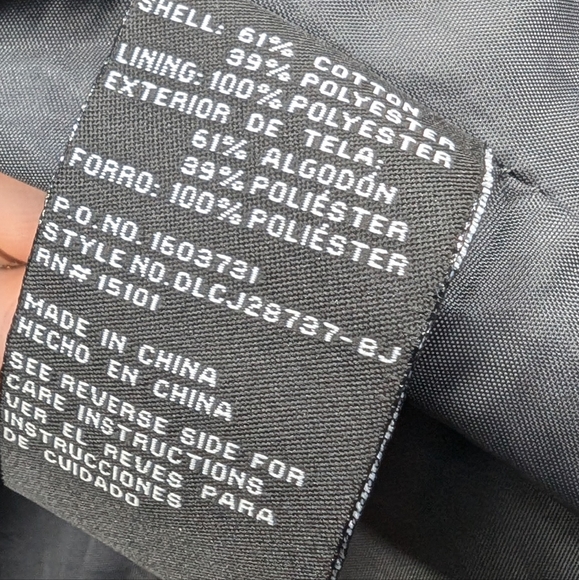 SHELL: 61% COTTON
39% POLYESTER
LINING: 100% POLYESTER
EXTERIOR DE TELA:
61% ALGODÓN
39% POLIÉSTER
FORRO: 100% POLIÉSTER
P.O. NO. 1603731
STYLE NO. DLCJ28737-8J
RN# 15101
MADE IN CHINA
HECHO EN CHINA
SEE REVERSE SIDE FOR
CARE INSTRUCTIONS
VER EL REVES PARA
INSTRUCCIONES
DE CUIDADO